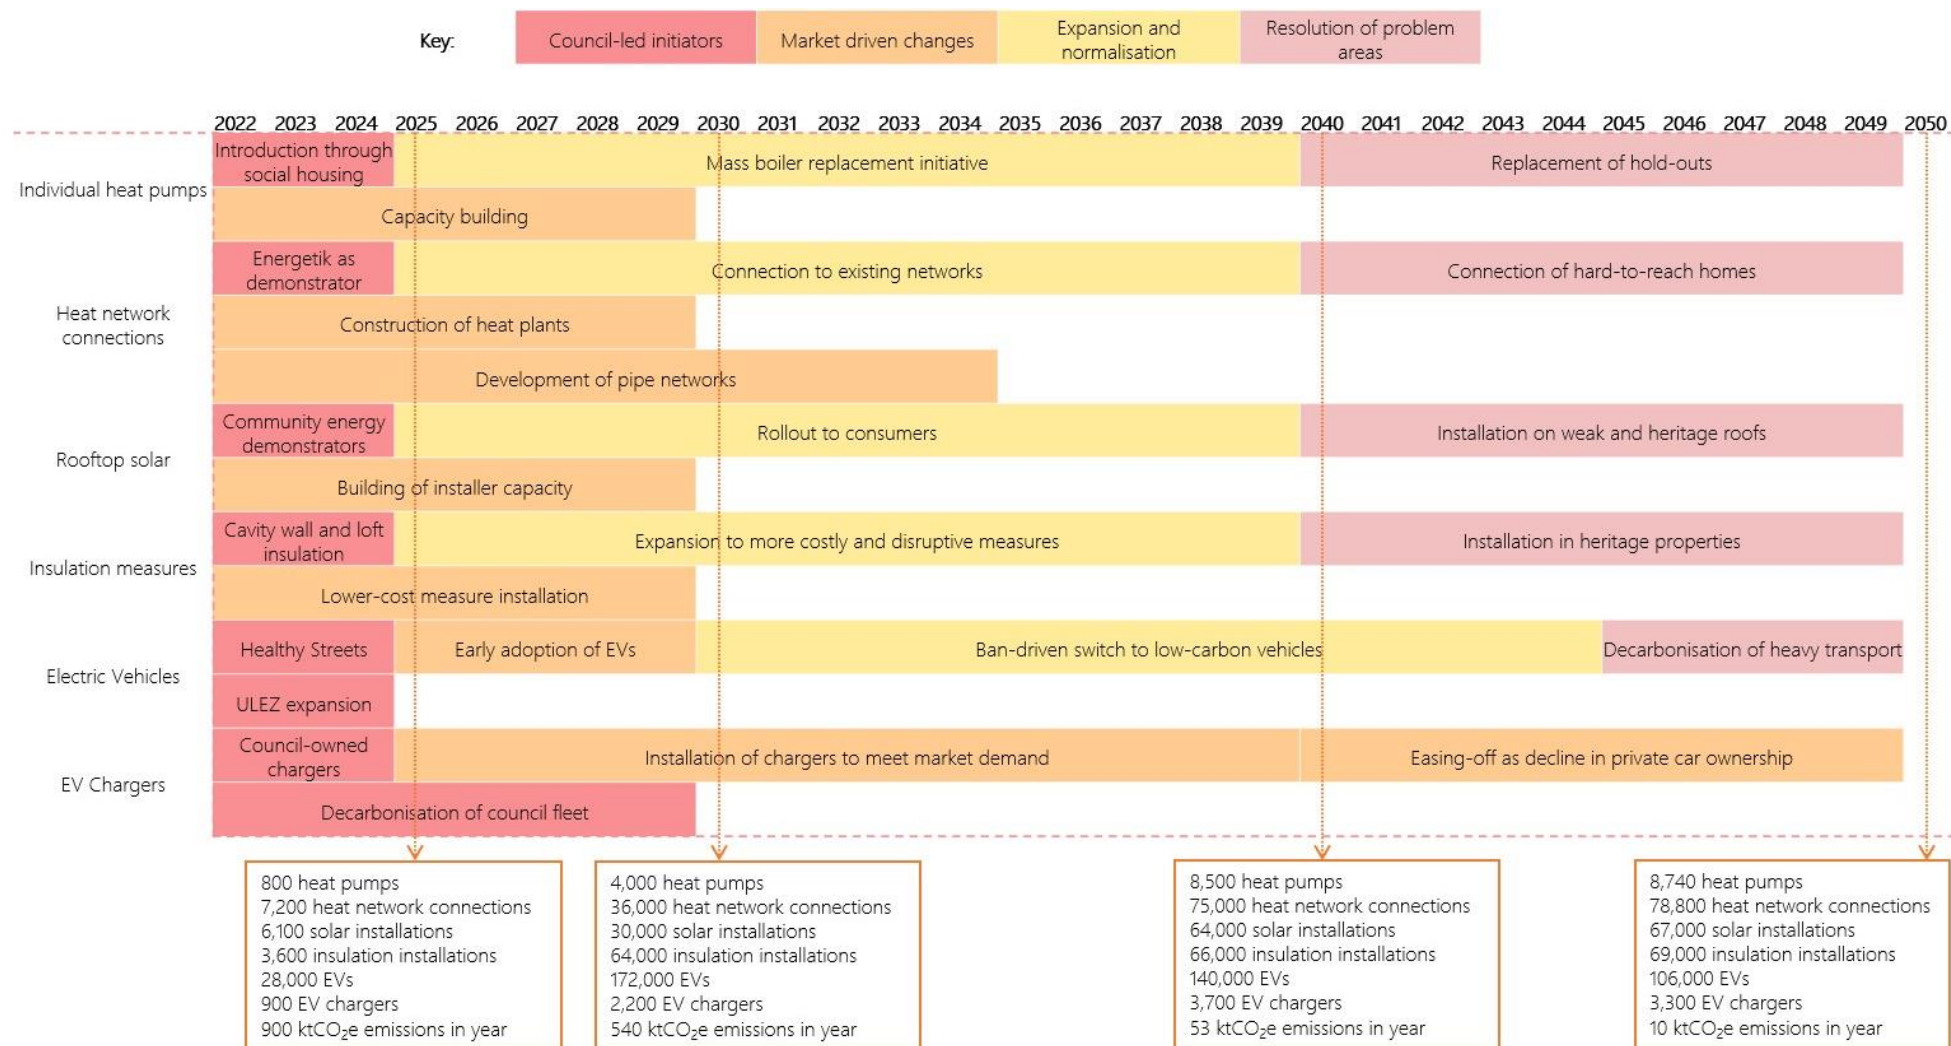 Key:
Council-led initiators
Market driven changes
Expansion and
normalisation
Resolution of problem
areas
2022 2023 2024 2025 2026 2027 2028 2029 2030 2031 2032 2033 2034 2035 2036 2037 2038 2039 2040 2041 2042 2043 2044 2045 2046 2047 2048 2049 2050
Individual heat pumps
Introduction through
social housing
Mass boiler replacement initiative
Replacement of hold-outs
Capacity building
Heat network
connections
Energetik as
demonstrator
Connection to existing networks
Connection of hard-to-reach homes
Construction of heat plants
Development of pipe networks
Rooftop solar
Community energy
demonstrators
Rollout to consumers
Installation on weak and heritage roofs
Building of installer capacity
Insulation measures
Cavity wall and loft
insulation
Expansion to more costly and disruptive measures
Installation in heritage properties
Lower-cost measure installation
Electric Vehicles
Healthy Streets
Early adoption of EVs
Ban-driven switch to low-carbon vehicles
Decarbonisation of heavy transport
ULEZ expansion
EV Chargers
Council-owned
chargers
Installation of chargers to meet market demand
Easing-off as decline in private car ownership
Decarbonisation of council fleet
800 heat pumps
7,200 heat network connections
6,100 solar installations
3,600 insulation installations
28,000 EVs
900 EV chargers
900 ktCO₂e emissions in year
4,000 heat pumps
36,000 heat network connections
30,000 solar installations
64,000 insulation installations
172,000 EVs
2,200 EV chargers
540 ktCO₂e emissions in year
8,500 heat pumps
75,000 heat network connections
64,000 solar installations
66,000 insulation installations
140,000 EVs
3,700 EV chargers
53 ktCO₂e emissions in year
8,740 heat pumps
78,800 heat network connections
67,000 solar installations
69,000 insulation installations
106,000 EVs
3,300 EV chargers
10 ktCO₂e emissions in year